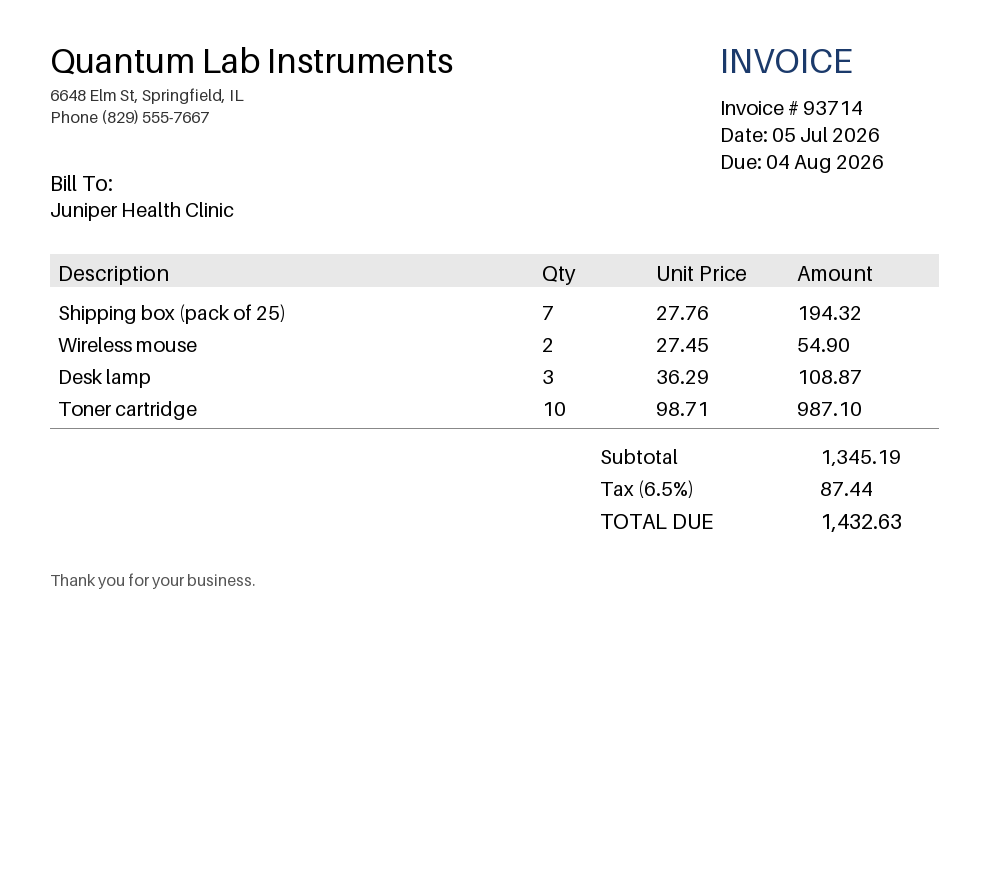 Quantum Lab Instruments
6648 Elm St, Springfield, IL
Phone (829) 555-7667
INVOICE
Invoice # 93714
Date: 05 Jul 2026
Due: 04 Aug 2026
Bill To:
Juniper Health Clinic
Description Qty Unit Price Amount
Shipping box (pack of 25) 7 27.76 194.32
Wireless mouse 2 27.45 54.90
Desk lamp 3 36.29 108.87
Toner cartridge 10 98.71 987.10
Subtotal 1,345.19
Tax (6.5%) 87.44
TOTAL DUE 1,432.63
Thank you for your business.